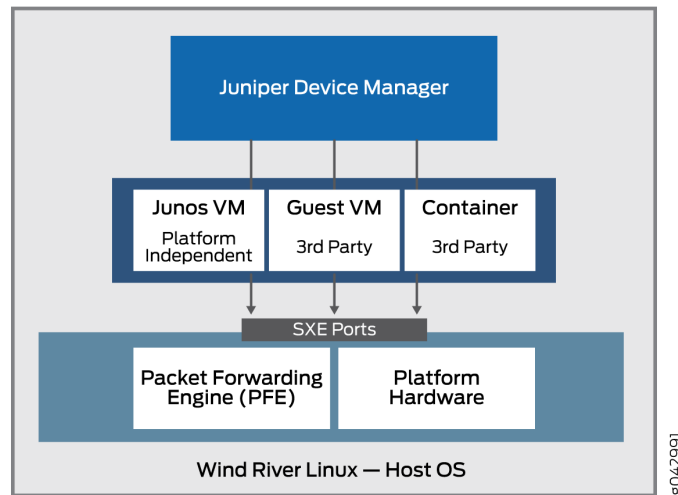 Juniper Device Manager
Junos VM
Platform
Independent
Guest VM
3rd Party
Container
3rd Party
SXE Ports
Packet Forwarding
Engine (PFE)
Platform
Hardware
Wind River Linux — Host OS
g042991